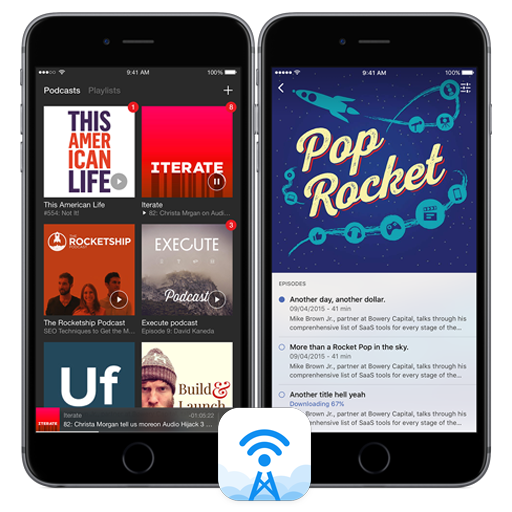 9:41 AM
100%
Podcasts Playlists +
1
8
THIS
AMER
ICAN
LIFE
ITERATE
This American Life
#554: Not It!
Iterate
82: Christa Mrgan on Audi...
3
THE
ROCKETSHIP
PODCAST
EXECUTE
Podcast
The Rocketship Podcast
SEO Techniques to Get the M...
Execute podcast
Episode 9: David Kaneda
Uf
Build &
Launch
ITERATE
Iterate
-01:05:22
82: Christa Morgan tell us moreon Audio Hijack 3 ...
9:41 AM
100%
Pop
Rocket
EPISODES
Another day, another dollar.
09/04/2015 - 41 min
Mike Brown Jr., partner at Bowery Capital, talks through his
comprenhensive list of SaaS tools for every stage of the...
More than a Rocket Pop in the sky.
09/04/2015 - 41 min
Mike Brown Jr., partner at Bowery Capital, talks through his
comprenhensive list of SaaS tools for every stage of the...
Another title hell yeah
Downloading 67%
Mike Brown Jr., partner at Bowery Capital, talks through his
comprenhensive list of SaaS tools for every stage of the...